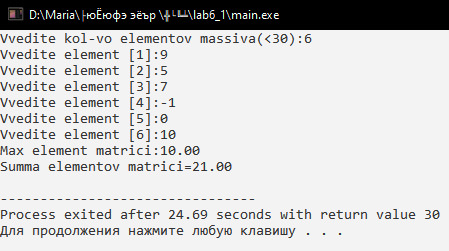 D:\Maria\├юЁюфэ эёър \╬╙╚╩\lab6_1\main.exe
Vvedite kol-vo elementov massiva(<30):6
Vvedite element [1]:9
Vvedite element [2]:5
Vvedite element [3]:7
Vvedite element [4]:-1
Vvedite element [5]:0
Vvedite element [6]:10
Max element matrici:10.00
Summa elementov matrici=21.00
--------------------------------
Process exited after 24.69 seconds with return value 30
Для продолжения нажмите любую клавишу . . .